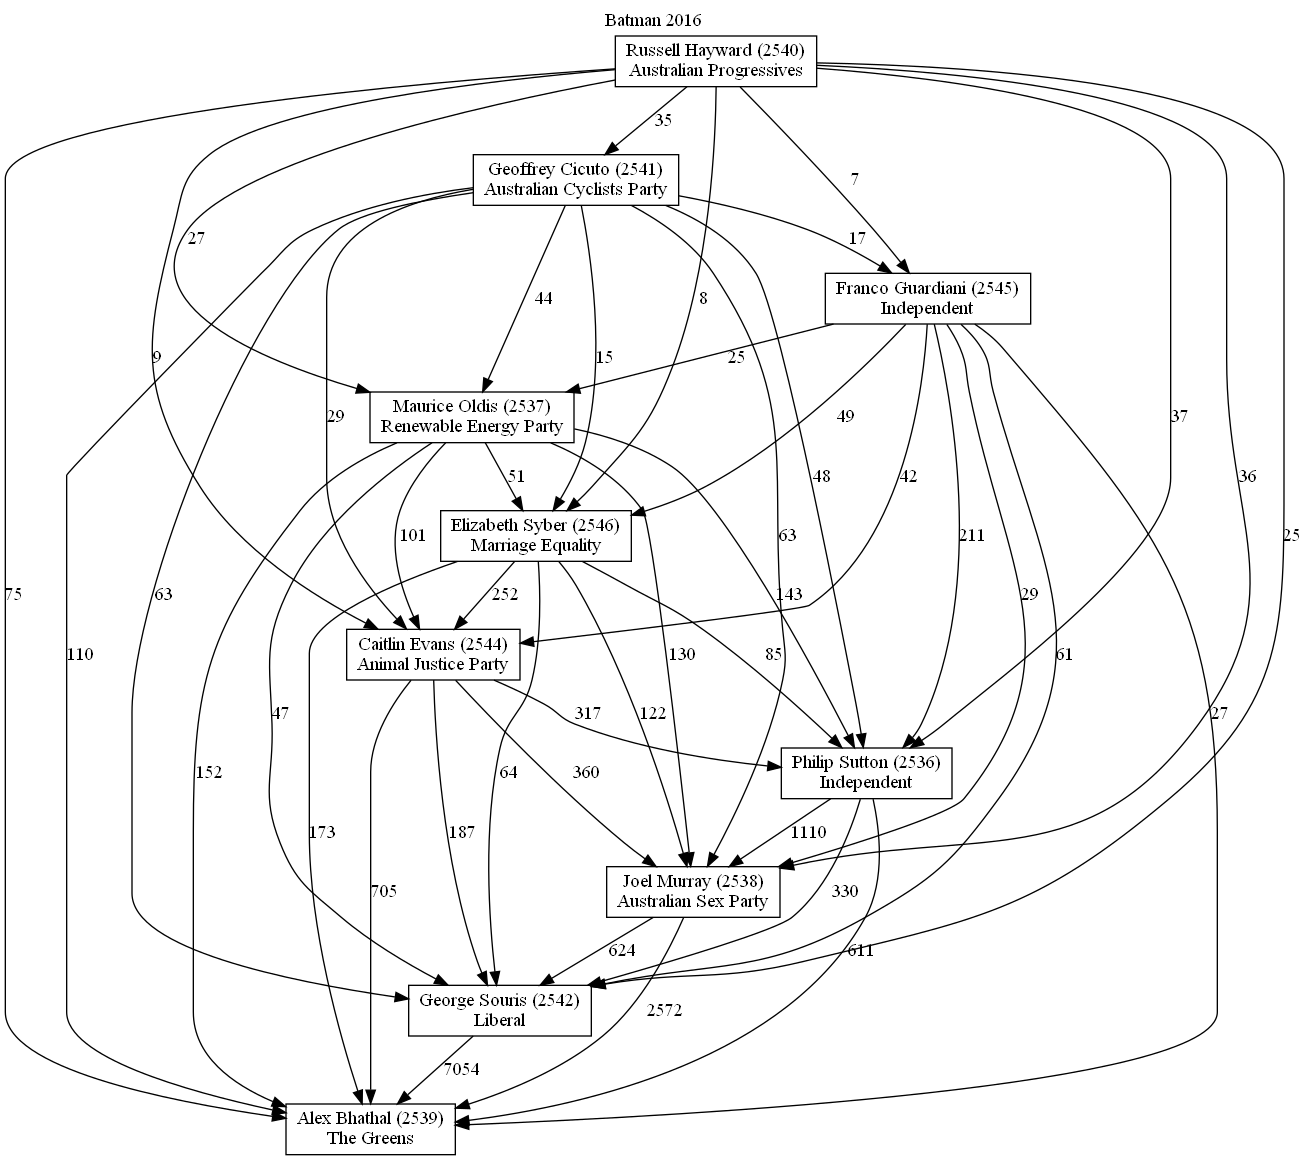 Batman 2016
Russell Hayward (2540)
Australian Progressives
35
Geoffrey Cicuto (2541)
Australian Cyclists Party
7
27
17
Franco Guardiani (2545)
Independent
44
8
9
15
25
Maurice Oldis (2537)
Renewable Energy Party
29
49
37
51
48
42
36
Elizabeth Syber (2546)
Marriage Equality
101
63
211
25
75
63
252
143
29
Caitlin Evans (2544)
Animal Justice Party
110
130
85
61
47
122
317
27
Philip Sutton (2536)
Independent
152
64
360
173
187
1110
Joel Murray (2538)
Australian Sex Party
705
330
624
611
George Souris (2542)
Liberal
2572
7054
Alex Bhathal (2539)
The Greens